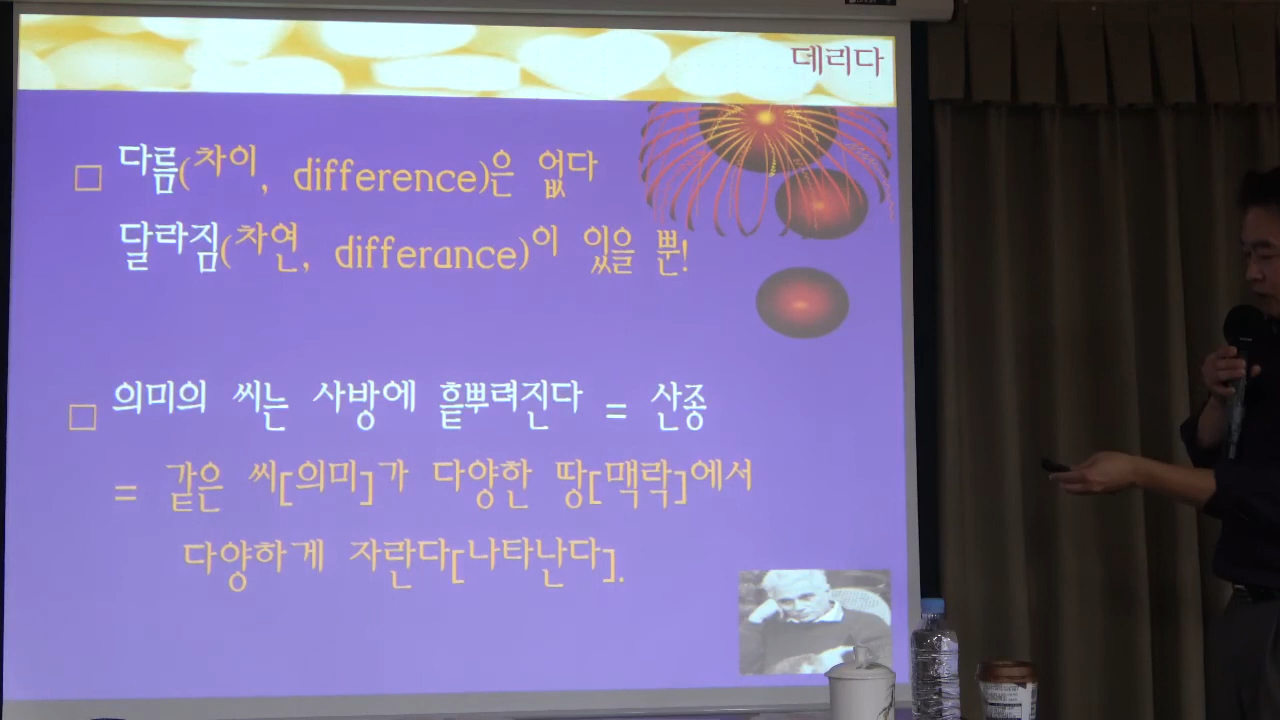 데리다
□ 다름(차이, difference)은 없다
달라짐(차연, differance)이 있을 뿐!
□ 의미의 씨는 사방에 흩뿌려진다 = 산종
= 같은 씨[의미]가 다양한 땅[맥락]에서
다양하게 자란다[나타난다].